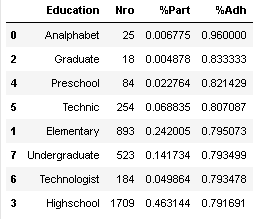 Education Nro %Part %Adh
0 Analphabet 25 0.006775 0.960000
2 Graduate 18 0.004878 0.833333
4 Preschool 84 0.022764 0.821429
5 Technic 254 0.068835 0.807087
1 Elementary 893 0.242005 0.795073
7 Undergraduate 523 0.141734 0.793499
6 Technologist 184 0.049864 0.793478
3 Highschool 1709 0.463144 0.791691